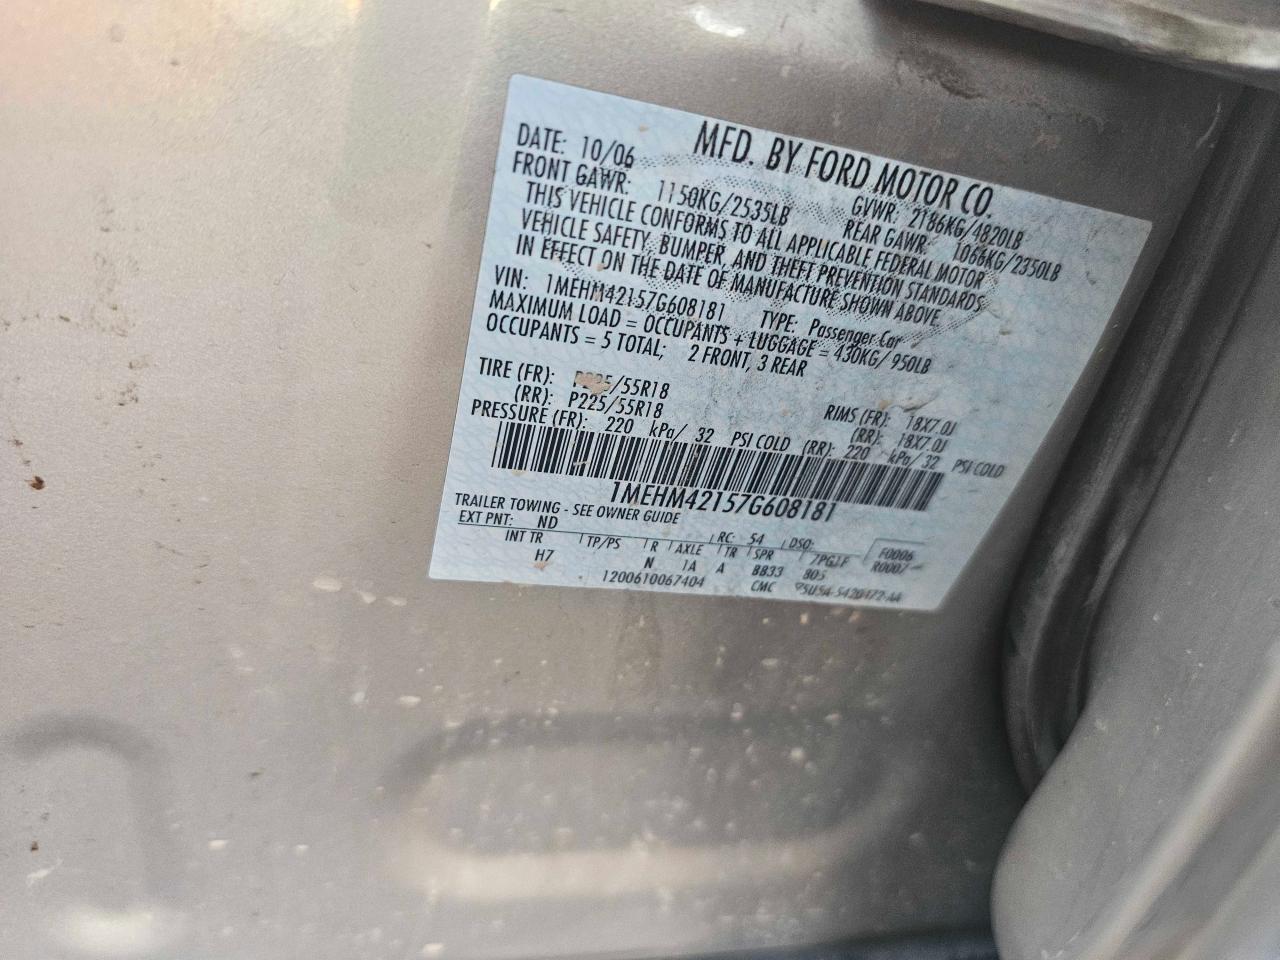 MFD. BY FORD MOTOR CO.
DATE: 10/06 GVWR: 2186KG/4820LB
FRONT GAWR: 1150KG/2535LB REAR GAWR: 1066KG/2350LB
THIS VEHICLE CONFORMS TO ALL APPLICABLE FEDERAL MOTOR
VEHICLE SAFETY, BUMPER, AND THEFT PREVENTION STANDARDS
IN EFFECT ON THE DATE OF MANUFACTURE SHOWN ABOVE.
VIN: 1MEHM42157G608181 TYPE: Passenger Car
MAXIMUM LOAD = OCCUPANTS + LUGGAGE = 430KG/ 950LB
OCCUPANTS = 5 TOTAL; 2 FRONT, 3 REAR
TIRE (FR): /55R18 RIMS (FR): 18X7.0J
(RR): P225/55R18 (RR): 18X7.0J
PRESSURE (FR): 220 kPa/ 32 PSI COLD (RR): 220 kPa/ 32 PSI COLD
1MEHM42157G608181
TRAILER TOWING - SEE OWNER GUIDE
EXT PNT: ND RC: 54 DSO: F0006
INT TR TP/PS R AXLE TR SPR R0007
H7 N 1A A BB33 805
1200610067404 CMC